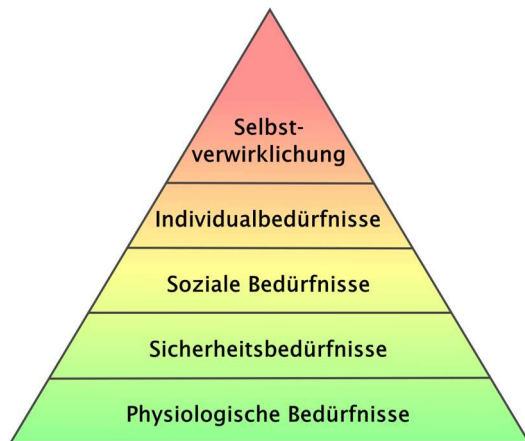 Selbst-
verwirklichung
Individualbedürfnisse
Soziale Bedürfnisse
Sicherheitsbedürfnisse
Physiologische Bedürfnisse